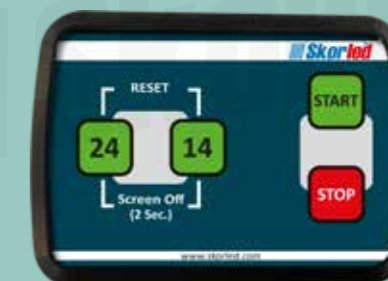 Skorled
RESET
START
24
14
STOP
Screen Off
(2 Sec.)
www.skorled.com